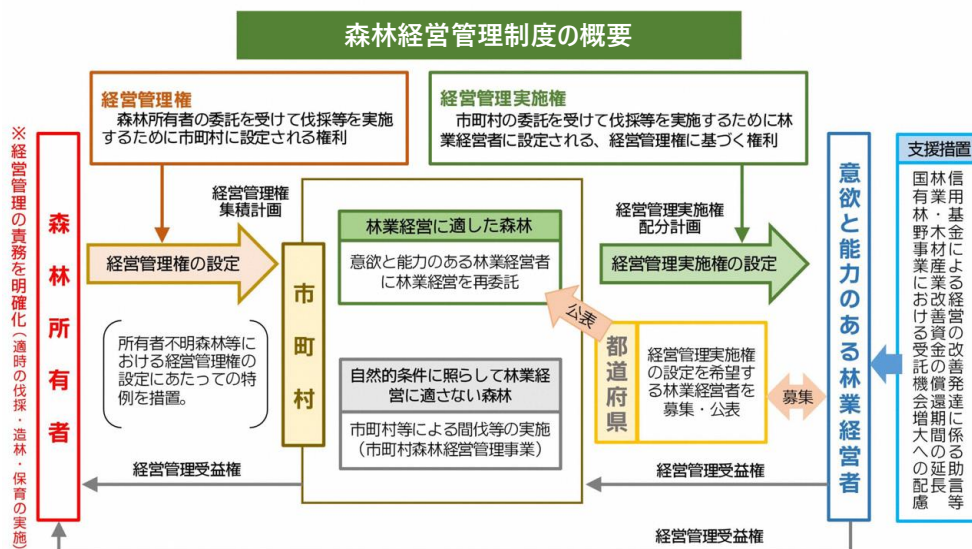 森林経営管理制度の概要
経営管理権
森林所有者の委託を受けて伐採等を実施
するために市町村に設定される権利
経営管理実施権
市町村の委託を受けて伐採等を実施するために林
業経営者に設定される、経営管理権に基づく権利
※経営管理の責務を明確化（適時の伐採・造林・保育の実施）
森林所有者
経営管理権
集積計画
経営管理権の設定
所有者不明森林等に
おける経営管理権の
設定にあたっての特
例を措置。
市町村
林業経営に適した森林
意欲と能力のある林業経営者
に林業経営を再委託
自然的条件に照らして林業経
営に適さない森林
市町村等による間伐等の実施
（市町村森林経営管理事業）
経営管理実施権
配分計画
経営管理実施権の設定
公表
都道府県
経営管理実施権
の設定を希望す
る林業経営者を
募集・公表
募集
意欲と能力のある林業経営者
支援措置
信用基金による経営の改善発達に係る助言等
林業・木材産業改善資金の償還期間の延長
国有林野事業における受託機会増大への配慮
経営管理受益権
経営管理受益権
経営管理受益権